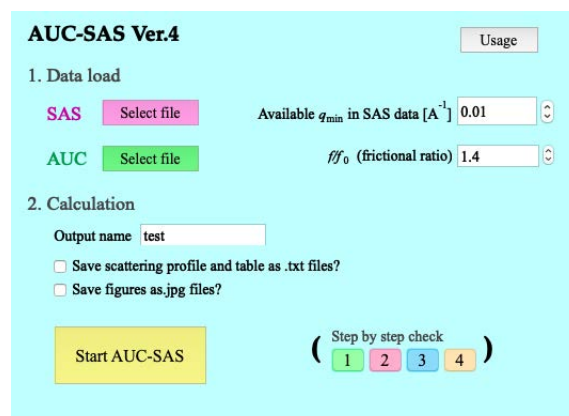 AUC-SAS Ver.4
Usage
1. Data load
SAS Select file Available qmin in SAS data [A⁻¹] 0.01
AUC Select file f/f₀ (frictional ratio) 1.4
2. Calculation
Output name test
Save scattering profile and table as .txt files?
Save figures as.jpg files?
Start AUC-SAS
Step by step check
( 1 2 3 4 )